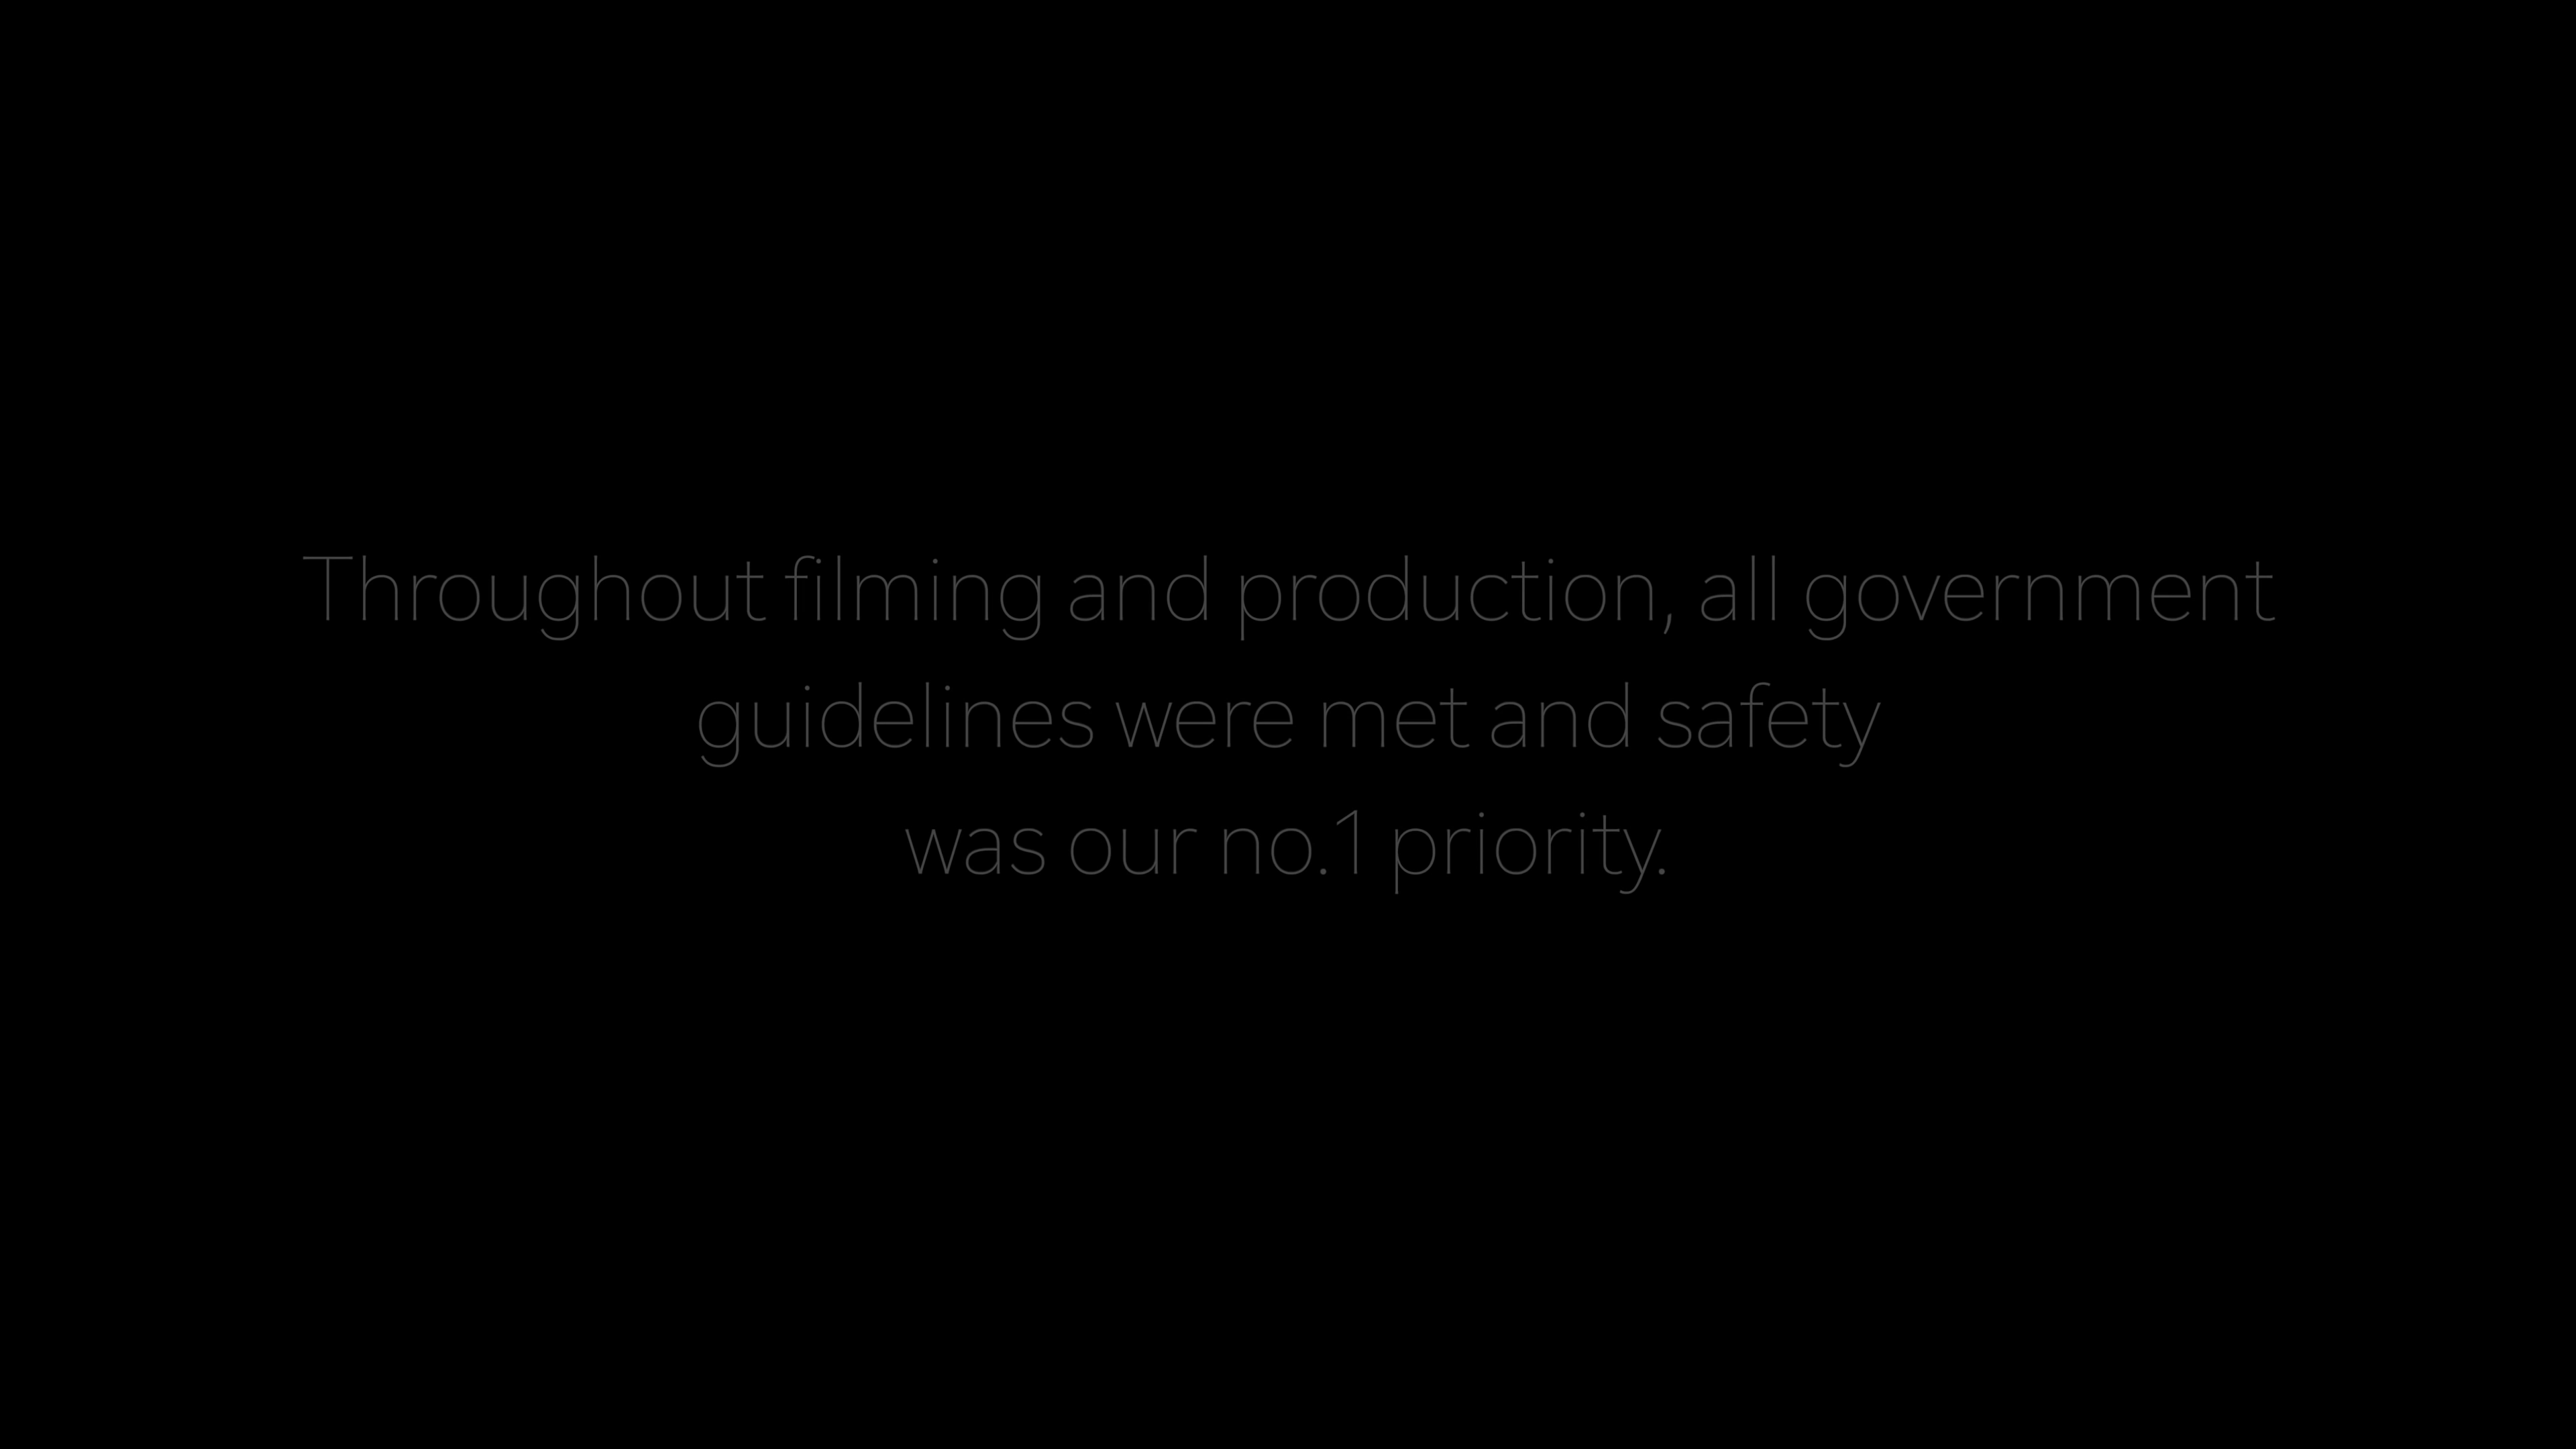 Throughout filming and production, all government
guidelines were met and safety
was our no.1 priority.